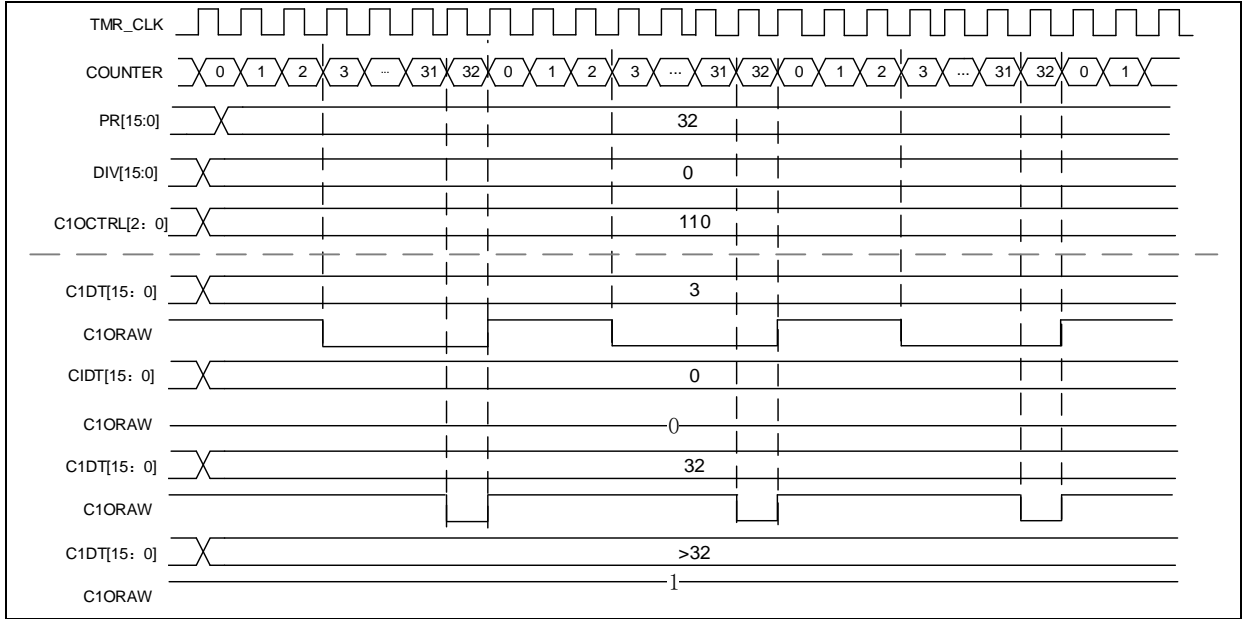 TMR_CLK
COUNTER 0 1 2 3 ... 31 32 0 1 2 3 ... 31 32 0 1 2 3 ... 31 32 0 1
PR[15:0] 32
DIV[15:0] 0
C1OCTRL[2：0] 110
C1DT[15：0] 3
C1ORAW
CIDT[15：0] 0
C1ORAW 0
C1DT[15：0] 32
C1ORAW
C1DT[15：0] >32
C1ORAW 1